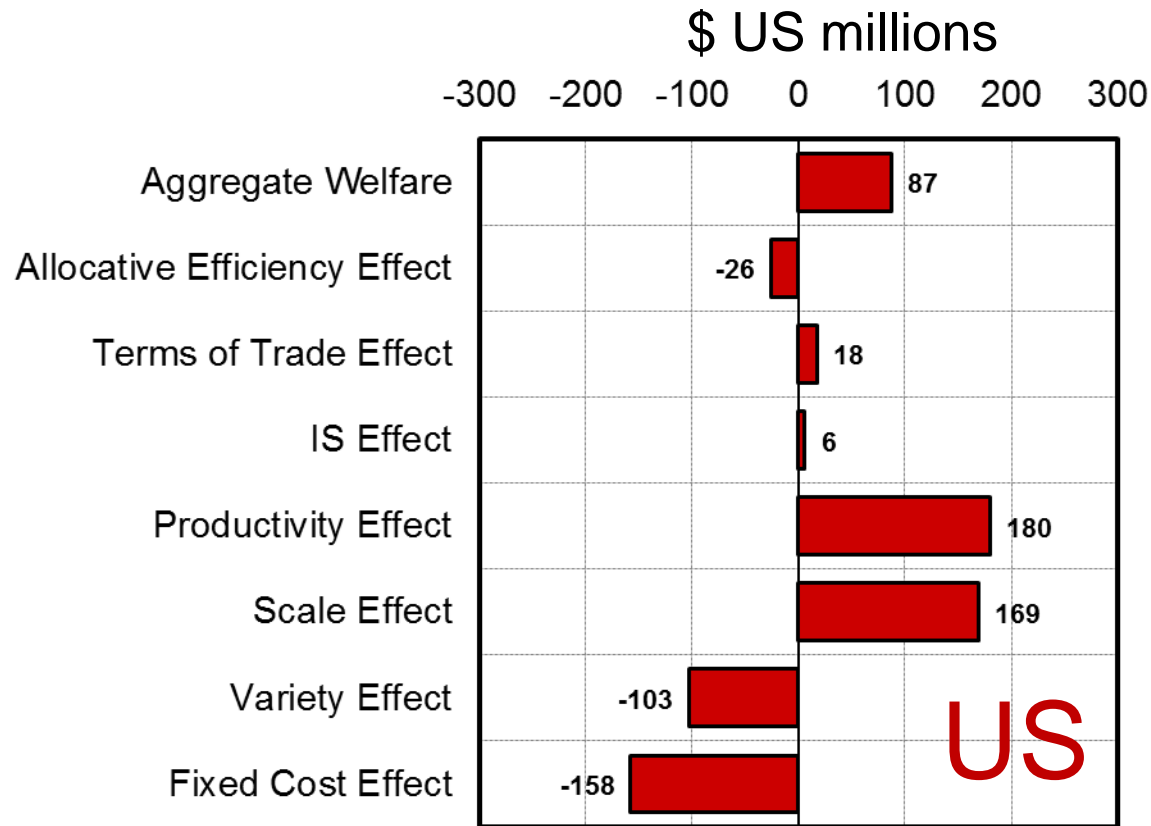 $ US millions
-300 -200 -100 0 100 200 300
Aggregate Welfare 87
Allocative Efficiency Effect -26
Terms of Trade Effect 18
IS Effect 6
Productivity Effect 180
Scale Effect 169
Variety Effect -103
US
Fixed Cost Effect -158